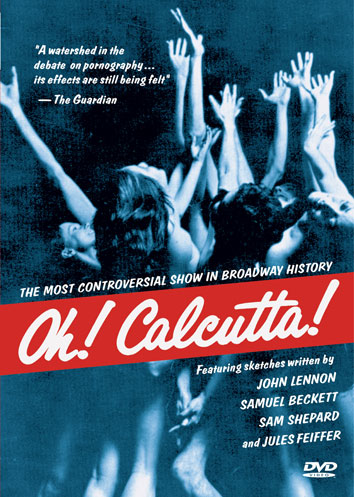 "A watershed in the
debate on pornography...
its effects are still being felt"
— The Guardian
THE MOST CONTROVERSIAL SHOW IN BROADWAY HISTORY
Oh! Calcutta!
Featuring sketches written by
JOHN LENNON
SAMUEL BECKETT
SAM SHEPARD
and JULES FEIFFER
DVD
VIDEO